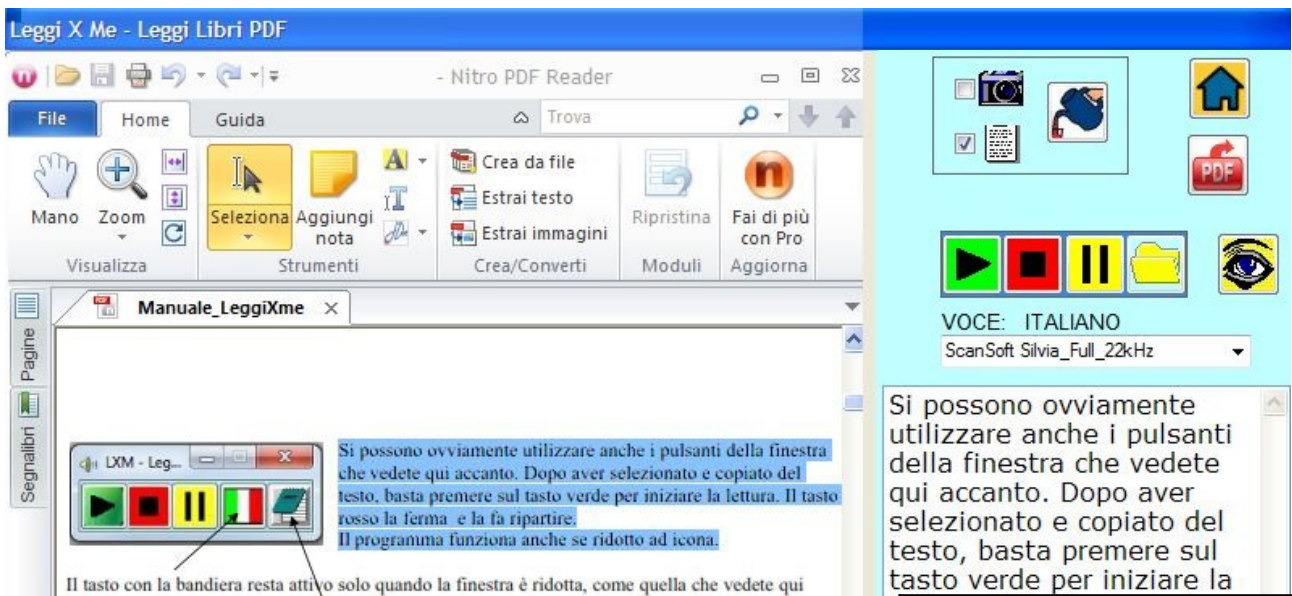 Leggi X Me - Leggi Libri PDF
- Nitro PDF Reader
File Home Guida Trova
Mano Zoom Seleziona Aggiungi nota
Crea da file
Estrai testo
Estrai immagini
Ripristina
Fai di più con Pro
Visualizza Strumenti Crea/Converti Moduli Aggiorna
Manuale_LeggiXme
Pagine
Segnalibri
LXM - Leg...
Si possono ovviamente utilizzare anche i pulsanti della finestra
che vedete qui accanto. Dopo aver selezionato e copiato del
testo, basta premere sul tasto verde per iniziare la lettura. Il tasto
rosso la ferma e la fa ripartire.
Il programma funziona anche se ridotto ad icona.
Il tasto con la bandiera resta attivo solo quando la finestra è ridotta, come quella che vedete qui
PDF
VOCE: ITALIANO
ScanSoft Silvia_Full_22kHz
Si possono ovviamente
utilizzare anche i pulsanti
della finestra che vedete
qui accanto. Dopo aver
selezionato e copiato del
testo, basta premere sul
tasto verde per iniziare la